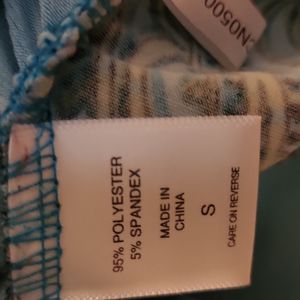 95% POLYESTER
5% SPANDEX
MADE IN
CHINA
S
CARE ON REVERSE